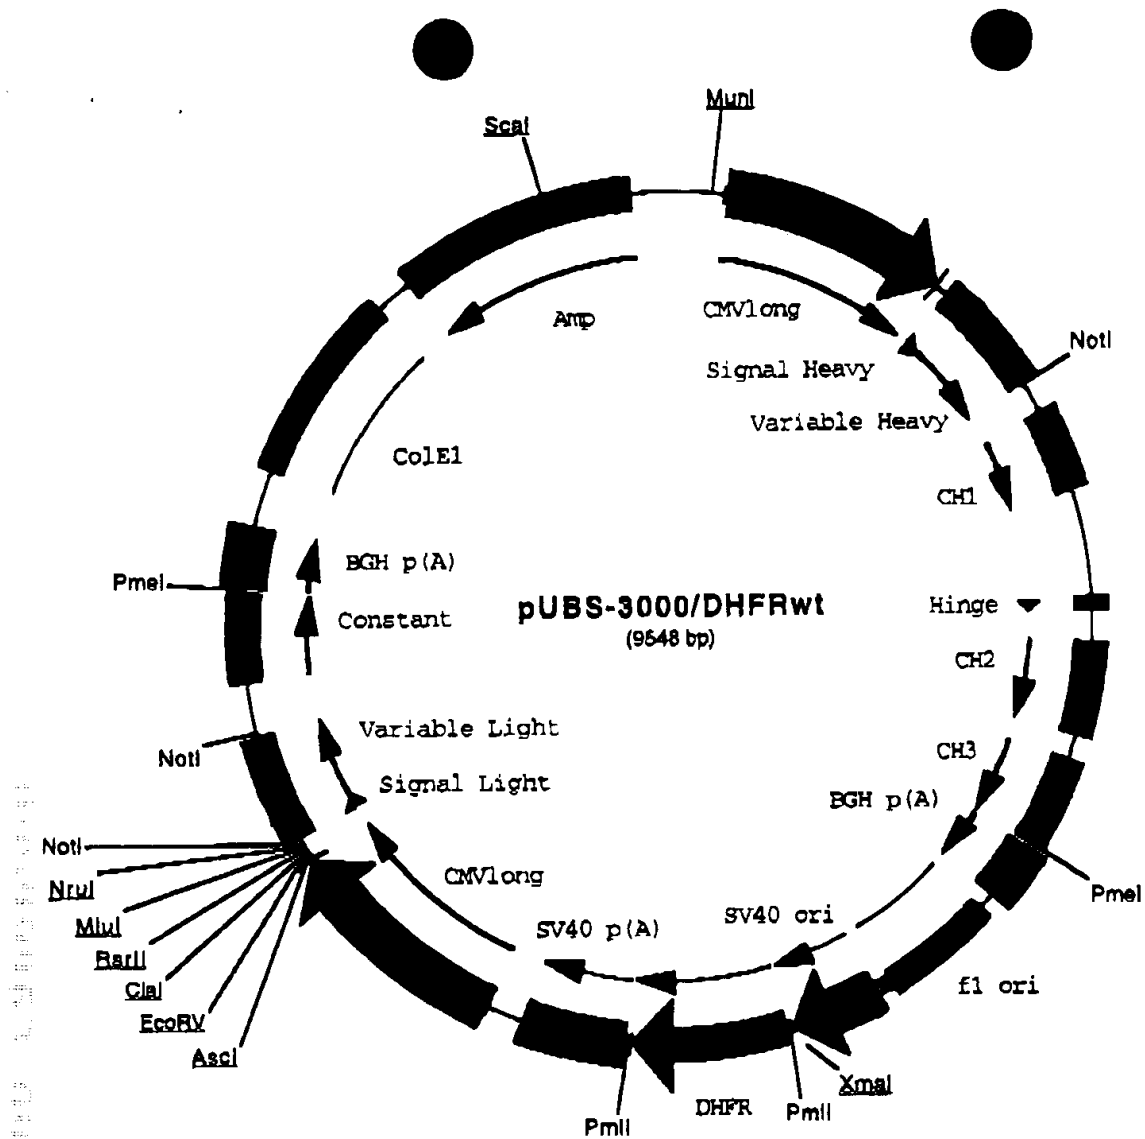 MunI
ScaI
Amp
CMVlong
NotI
Signal Heavy
Variable Heavy
ColE1
CH1
BGH p(A)
PmeI
pUBS-3000/DHFRwt
Hinge
Constant
(9548 bp)
CH2
Variable Light
NotI
CH3
Signal Light
BGH p(A)
NotI
CMVlong
NruI
PmeI
SV40 ori
MluI
SV40 p(A)
RsrII
ClaI
f1 ori
EcoRV
AscI
XmaI
DHFR
PmlI
PmlI